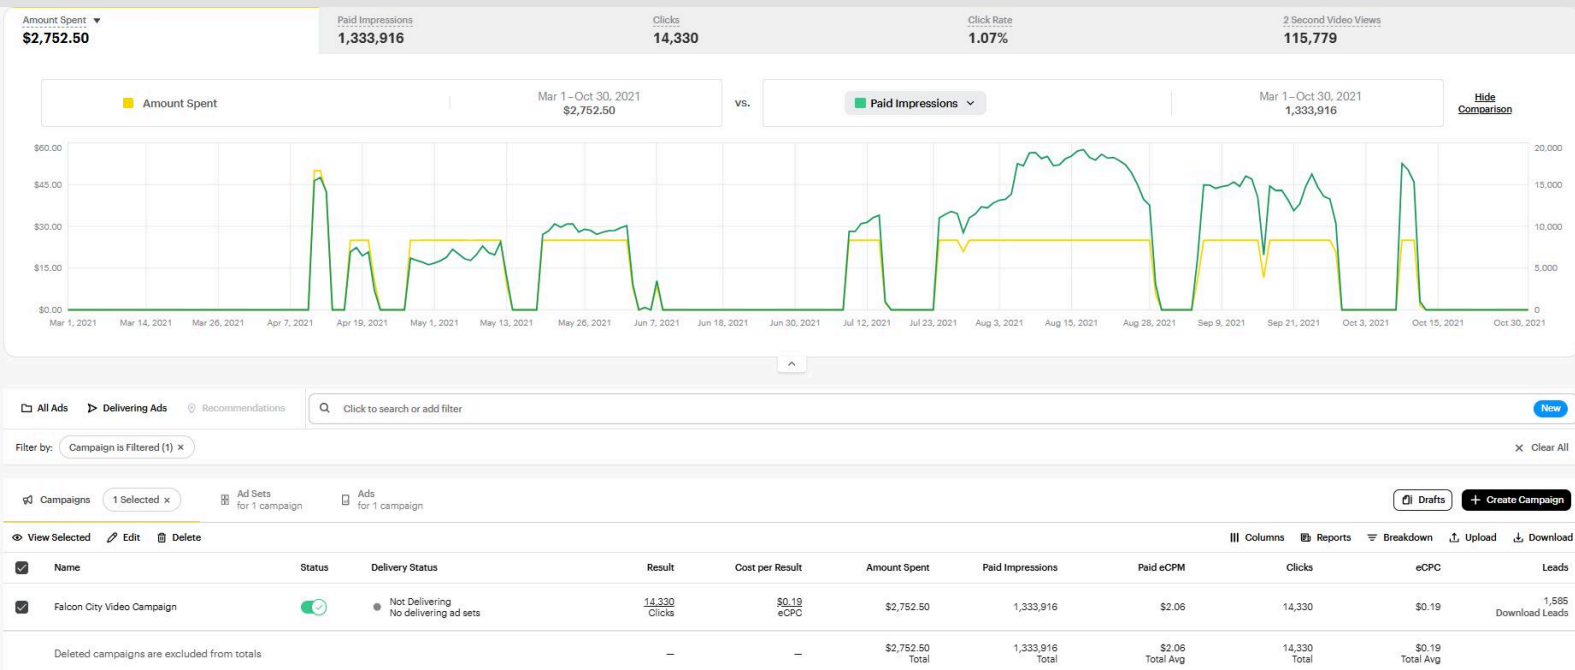 Amount Spent
$2,752.50
Paid Impressions
1,333,916
Clicks
14,330
Click Rate
1.07%
2 Second Video Views
115,779
Amount Spent
Mar 1–Oct 30, 2021
$2,752.50
vs.
Paid Impressions
Mar 1–Oct 30, 2021
1,333,916
Hide
Comparison
$60.00
$45.00
$30.00
$15.00
$0.00
20,000
15,000
10,000
5,000
0
Mar 1, 2021 Mar 14, 2021 Mar 26, 2021 Apr 7, 2021 Apr 19, 2021 May 1, 2021 May 13, 2021 May 26, 2021 Jun 7, 2021 Jun 18, 2021 Jun 30, 2021 Jul 12, 2021 Jul 23, 2021 Aug 3, 2021 Aug 15, 2021 Aug 28, 2021 Sep 9, 2021 Sep 21, 2021 Oct 3, 2021 Oct 15, 2021 Oct 30, 2021
All Ads Delivering Ads Recommendations Click to search or add filter New
Filter by: Campaign is Filtered (1) × Clear All
Campaigns 1 Selected ×
Ad Sets
for 1 campaign
Ads
for 1 campaign
Drafts + Create Campaign
View Selected Edit Delete Columns Reports Breakdown Upload Download
Name Status Delivery Status Result Cost per Result Amount Spent Paid Impressions Paid eCPM Clicks eCPC Leads
Falcon City Video Campaign
Not Delivering
No delivering ad sets
14,330
Clicks
$0.19
eCPC
$2,752.50
1,333,916
$2.06
14,330
$0.19
1,585
Download Leads
Deleted campaigns are excluded from totals
—
—
$2,752.50
Total
1,333,916
Total
$2.06
Total Avg
14,330
Total
$0.19
Total Avg